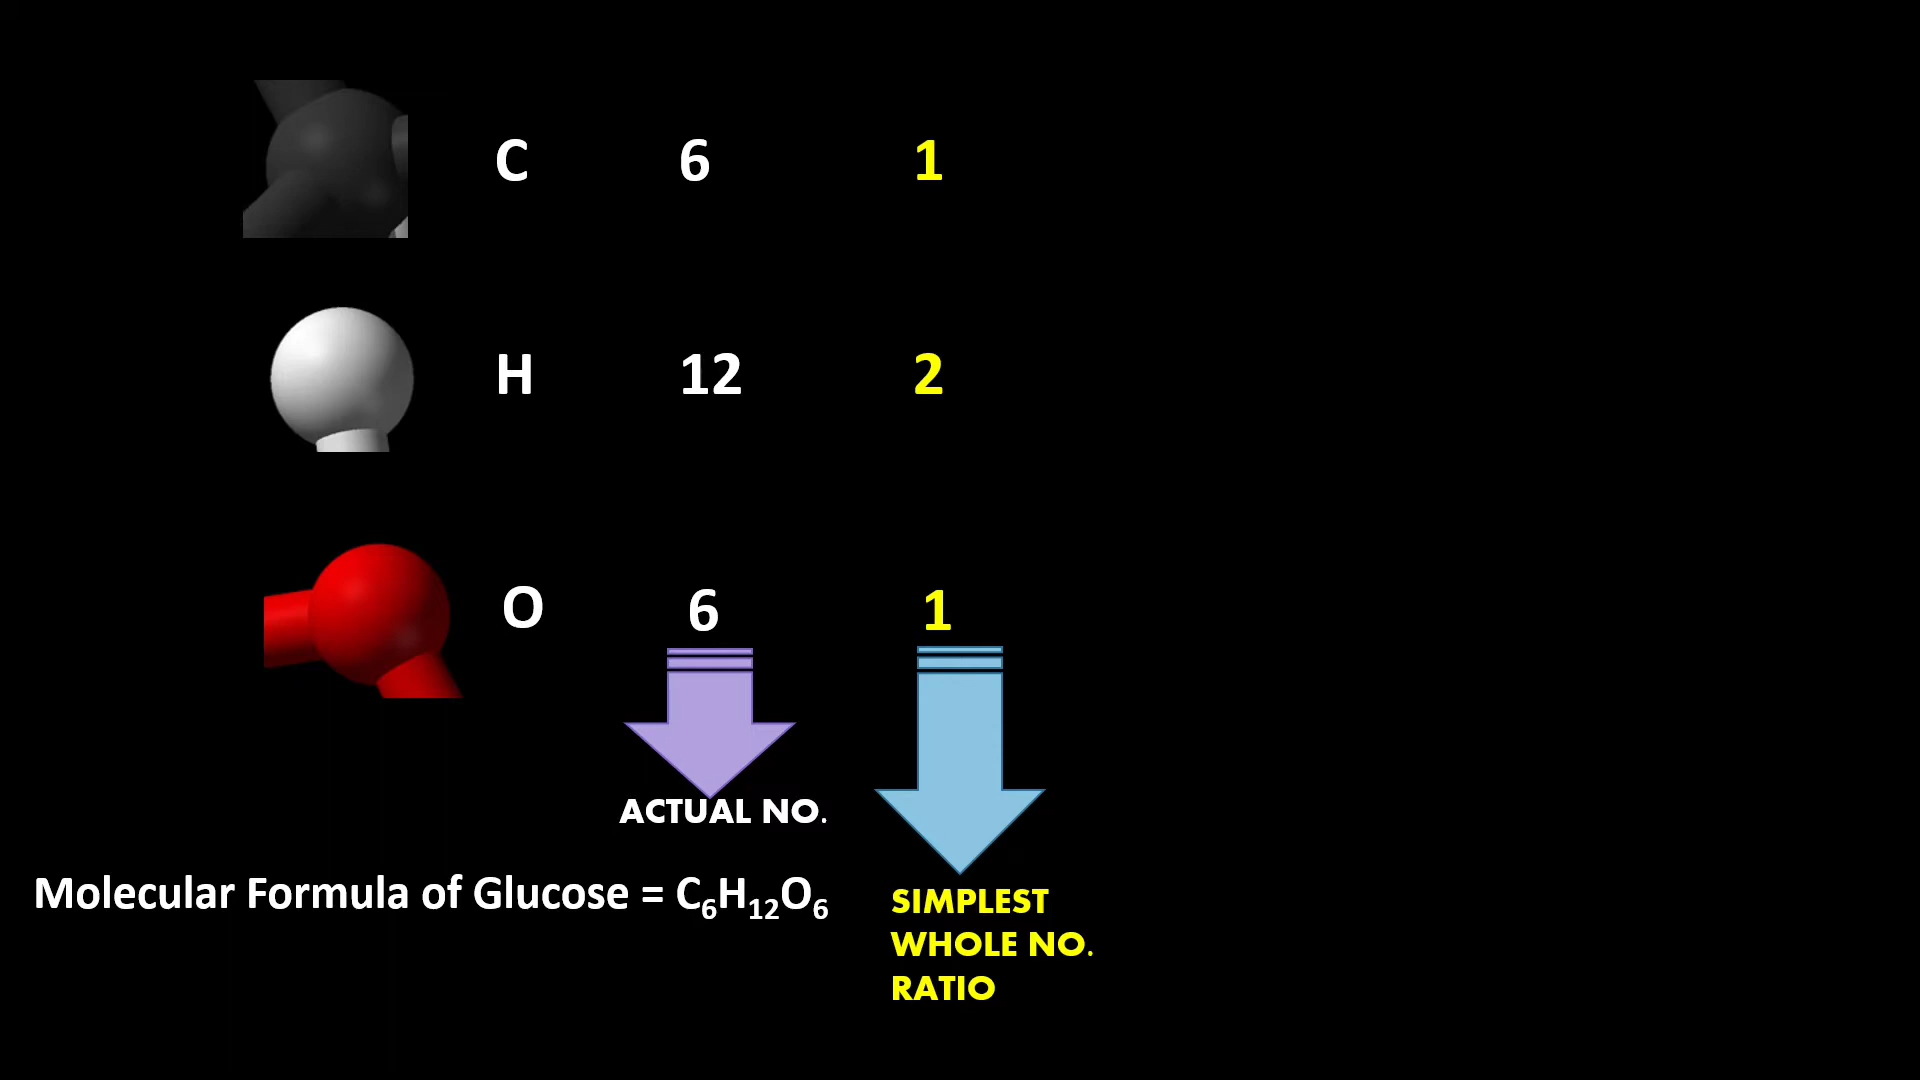 C 6 1
H 12 2
O 6 1
ACTUAL NO.
Molecular Formula of Glucose = C₆H₁₂O₆
SIMPLEST
WHOLE NO.
RATIO